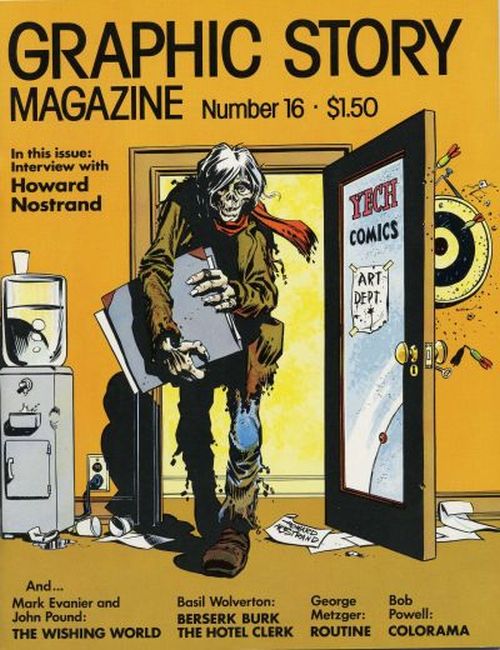 GRAPHIC STORY
MAGAZINE Number 16 · $1.50
In this issue:
Interview with
Howard
Nostrand
YECH
COMICS
ART
DEPT.
HOWARD
NOSTRAND
And...
Mark Evanier and
John Pound:
THE WISHING WORLD
Basil Wolverton:
BERSERK BURK
THE HOTEL CLERK
George
Metzger:
ROUTINE
Bob
Powell:
COLORAMA